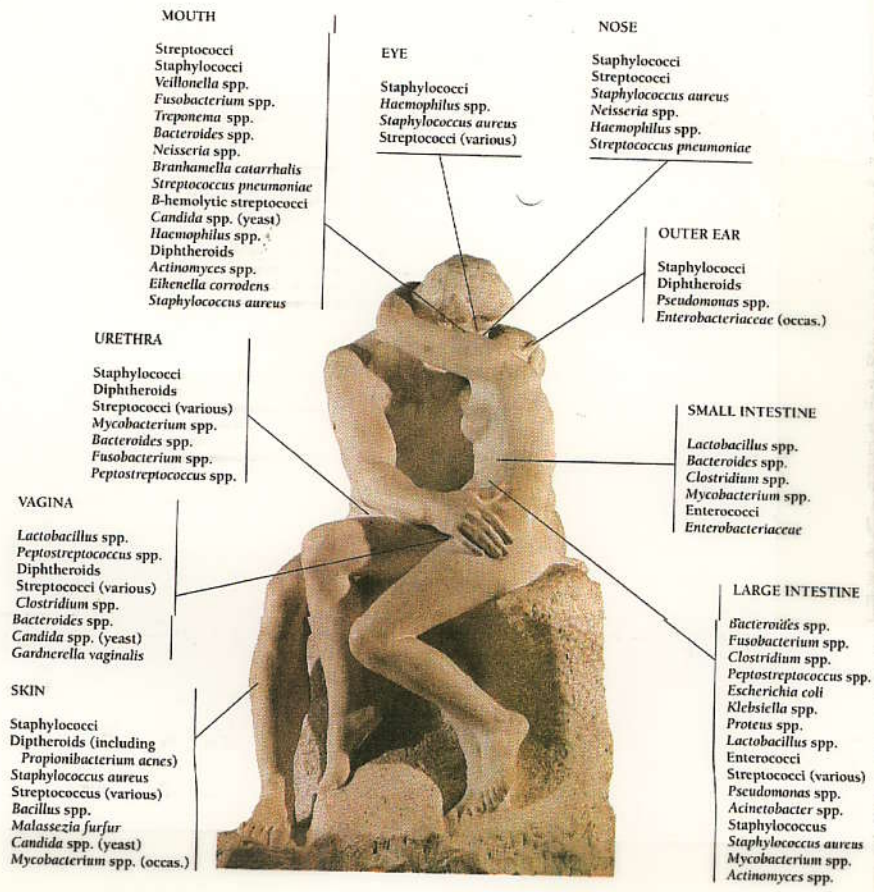 MOUTH
Streptococci
Staphylococci
Veillonella spp.
Fusobacterium spp.
Treponema spp.
Bacteroides spp.
Neisseria spp.
Branhamella catarrhalis
Streptococcus pneumoniae
B-hemolytic streptococci
Candida spp. (yeast)
Haemophilus spp.
Diphtheroids
Actinomyces spp.
Eikenella corrodens
Staphylococcus aureus
EYE
Staphylococci
Haemophilus spp.
Staphylococcus aureus
Streptococci (various)
NOSE
Staphylococci
Streptococci
Staphylococcus aureus
Neisseria spp.
Haemophilus spp.
Streptococcus pneumoniae
OUTER EAR
Staphylococci
Diphtheroids
Pseudomonas spp.
Enterobacteriaceae (occas.)
URETHRA
Staphylococci
Diphtheroids
Streptococci (various)
Mycobacterium spp.
Bacteroides spp.
Fusobacterium spp.
Peptostreptococcus spp.
SMALL INTESTINE
Lactobacillus spp.
Bacteroides spp.
Clostridium spp.
Mycobacterium spp.
Enterococci
Enterobacteriaceae
VAGINA
Lactobacillus spp.
Peptostreptococcus spp.
Diphtheroids
Streptococci (various)
Clostridium spp.
Bacteroides spp.
Candida spp. (yeast)
Gardnerella vaginalis
LARGE INTESTINE
Bacteroides spp.
Fusobacterium spp.
Clostridium spp.
Peptostreptococcus spp.
Escherichia coli
Klebsiella spp.
Proteus spp.
Lactobacillus spp.
Enterococci
Streptococci (various)
Pseudomonas spp.
Acinetobacter spp.
Staphylococcus
Staphylococcus aureus
Mycobacterium spp.
Actinomyces spp.
SKIN
Staphylococci
Diptheroids (including
Propionibacterium acnes)
Staphylococcus aureus
Streptococcus (various)
Bacillus spp.
Malassezia furfur
Candida spp. (yeast)
Mycobacterium spp. (occas.)